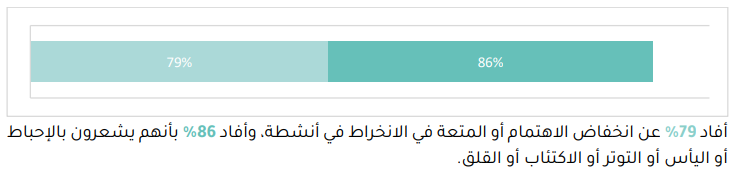 79% 86%
أفاد 79% عن انخفاض الاهتمام أو المتعة في الانخراط في أنشطة، وأفاد 86% بأنهم يشعرون بالإحباط
أو اليأس أو التوتر أو الاكتئاب أو القلق.